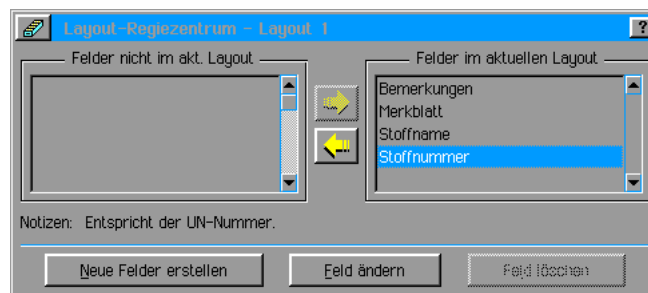 Layout-Regiezentrum - Layout 1
?
Felder nicht im akt. Layout
Felder im aktuellen Layout
Bemerkungen
Merkblatt
Stoffname
Stoffnummer
Notizen: Entspricht der UN-Nummer.
Neue Felder erstellen
Feld ändern
Feld löschen